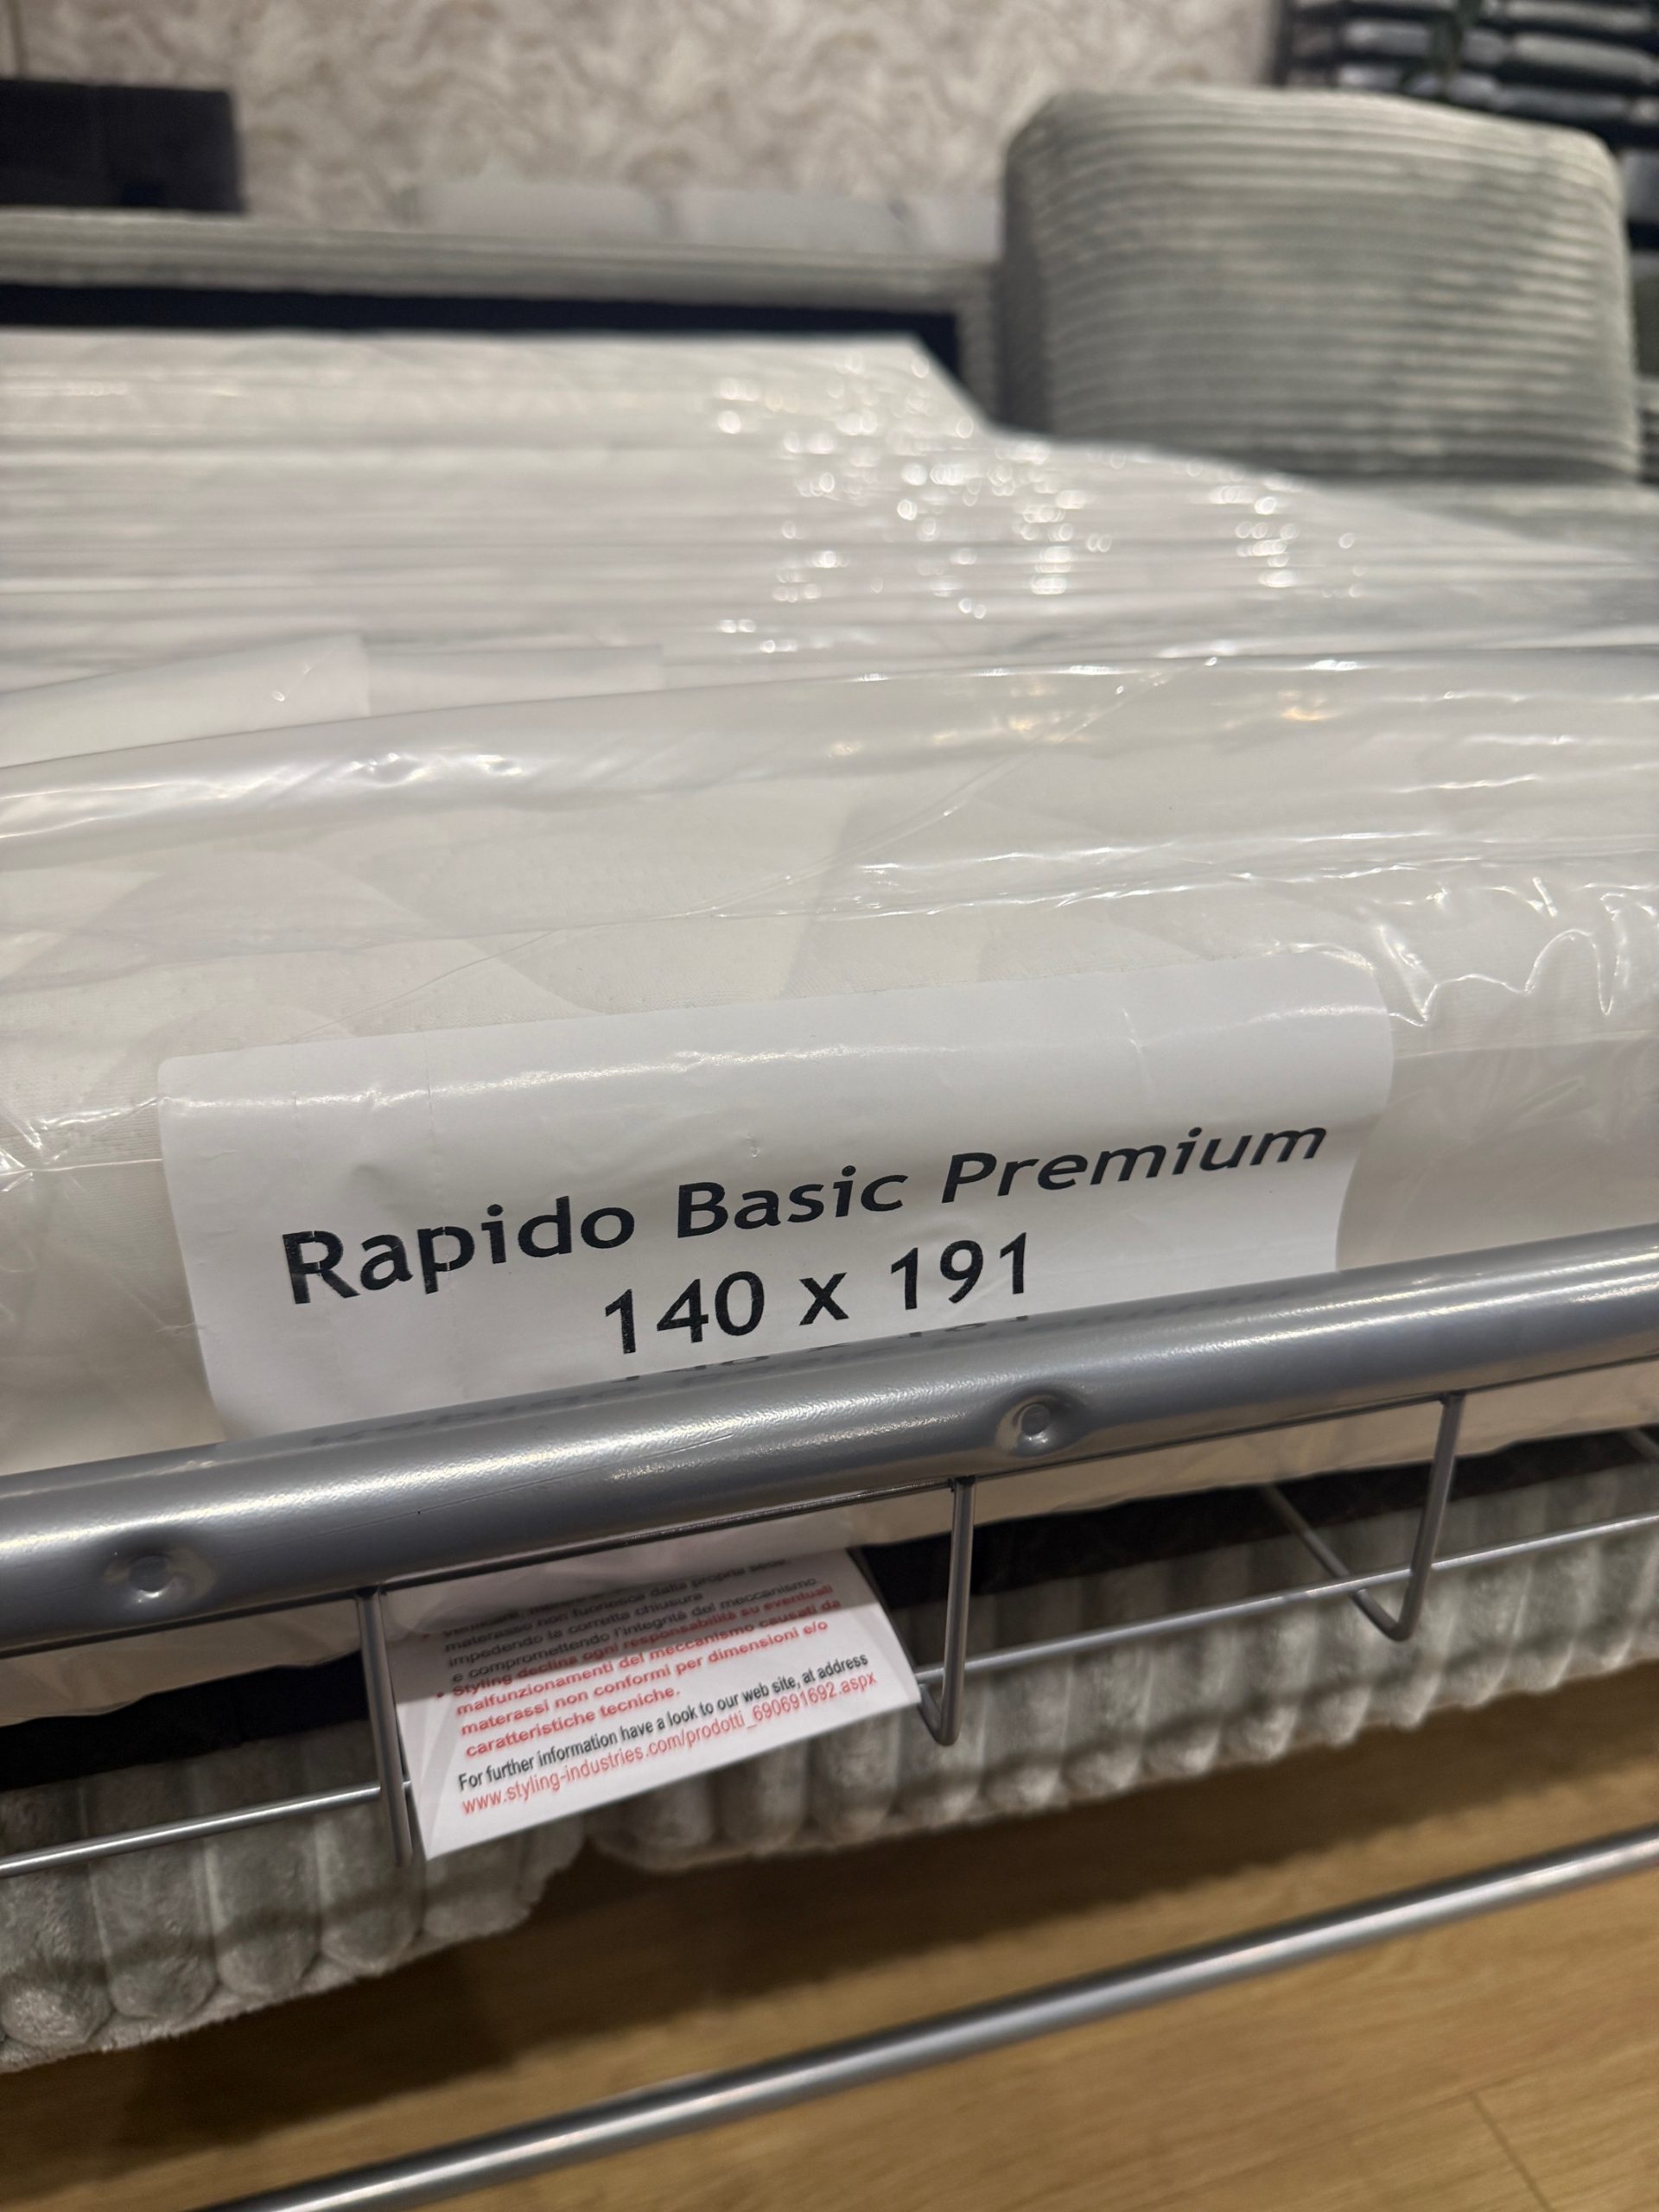 Rapido Basic Premium
140 x 191
dalla propria sede.
materasso non fuoriesca
impedendo la corretta chiusura
e compromettendo l'integrità del meccanismo.
• Styling declina ogni responsabilità su eventuali
malfunzionamenti del meccanismo causati da
materassi non conformi per dimensioni e/o
caratteristiche tecniche.
For further information have a look to our web site, at address
www.styling-industries.com/prodotti_690691692.aspx